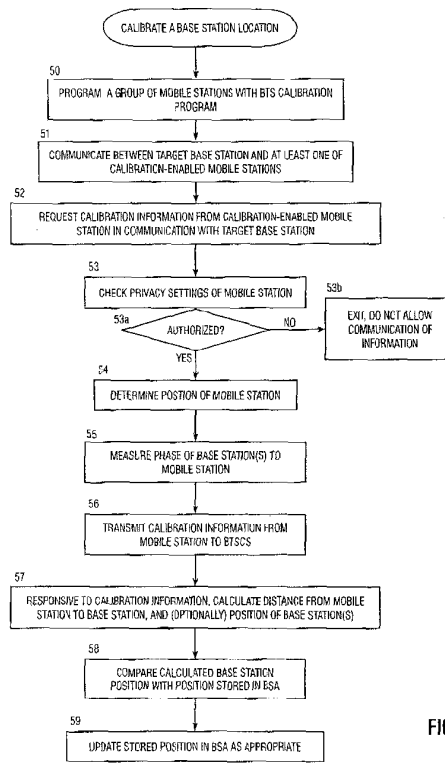 CALIBRATE A BASE STATION LOCATION
50
PROGRAM A GROUP OF MOBILE STATIONS WITH BTS CALIBRATION
PROGRAM
51
COMMUNICATE BETWEEN TARGET BASE STATION AND AT LEAST ONE OF
CALIBRATION-ENABLED MOBILE STATIONS
52
REQUEST CALIBRATION INFORMATION FROM CALIBRATION-ENABLED MOBILE
STATION IN COMMUNICATION WITH TARGET BASE STATION
53
CHECK PRIVACY SETTINGS OF MOBILE STATION
53a
AUTHORIZED?
NO
53b
EXIT, DO NOT ALLOW
COMMUNICATION OF
INFORMATION
YES
54
DETERMINE POSTION OF MOBILE STATION
55
MEASURE PHASE OF BASE STATION(S) TO
MOBILE STATION
56
TRANSMIT CALIBRATION INFORMATION FROM
MOBILE STATION TO BTSCS
57
RESPONSIVE TO CALIBRATION INFORMATION, CALCULATE DISTANCE FROM MOBILE
STATION TO BASE STATION, AND (OPTIONALLY) POSITION OF BASE STATION(S)
58
COMPARE CALCULATED BASE STATION
POSITION WITH POSITION STORED IN BSA
59
UPDATE STORED POSITION IN BSA AS APPROPRIATE